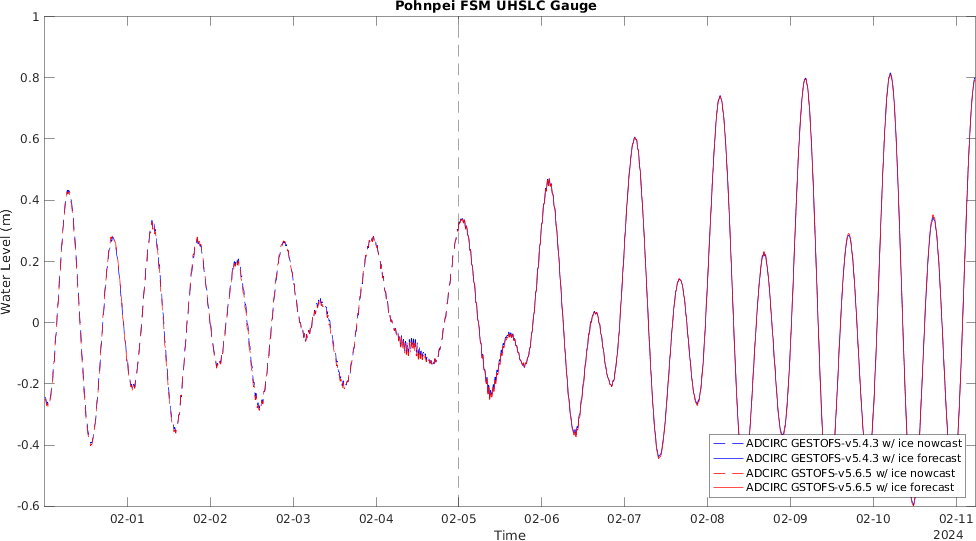 Pohnpei FSM UHSLC Gauge
1
0.8
0.6
0.4
0.2
0
-0.2
-0.4
-0.6
Water Level (m)
02-01 02-02 02-03 02-04 02-05 02-06 02-07 02-08 02-09 02-10 02-11
Time
2024
ADCIRC GESTOFS-v5.4.3 w/ ice nowcast
ADCIRC GESTOFS-v5.4.3 w/ ice forecast
ADCIRC GSTOFS-v5.6.5 w/ ice nowcast
ADCIRC GSTOFS-v5.6.5 w/ ice forecast